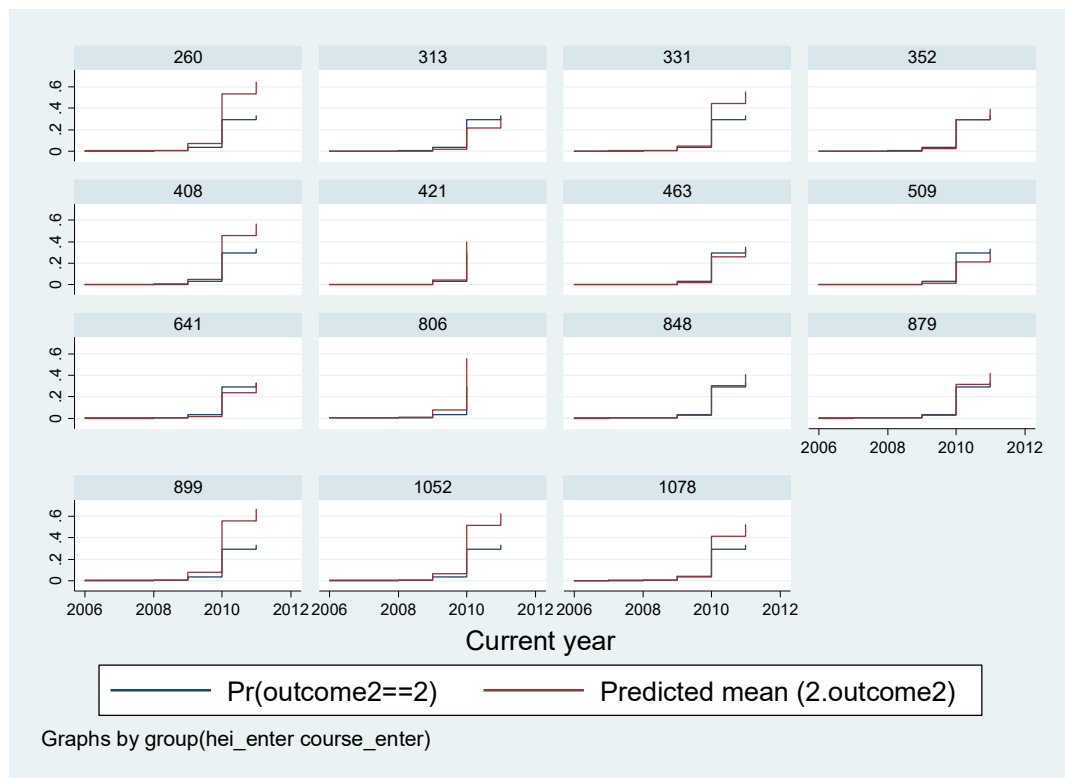 260 313 331 352
.6
.4
.2
0
408 421 463 509
.6
.4
.2
0
641 806 848 879
.6
.4
.2
0
2006 2008 2010 2012
899 1052 1078
.6
.4
.2
0
2006 2008 2010 2012 2006 2008 2010 2012 2006 2008 2010 2012
Current year
Pr(outcome2==2) Predicted mean (2.outcome2)
Graphs by group(hei_enter course_enter)